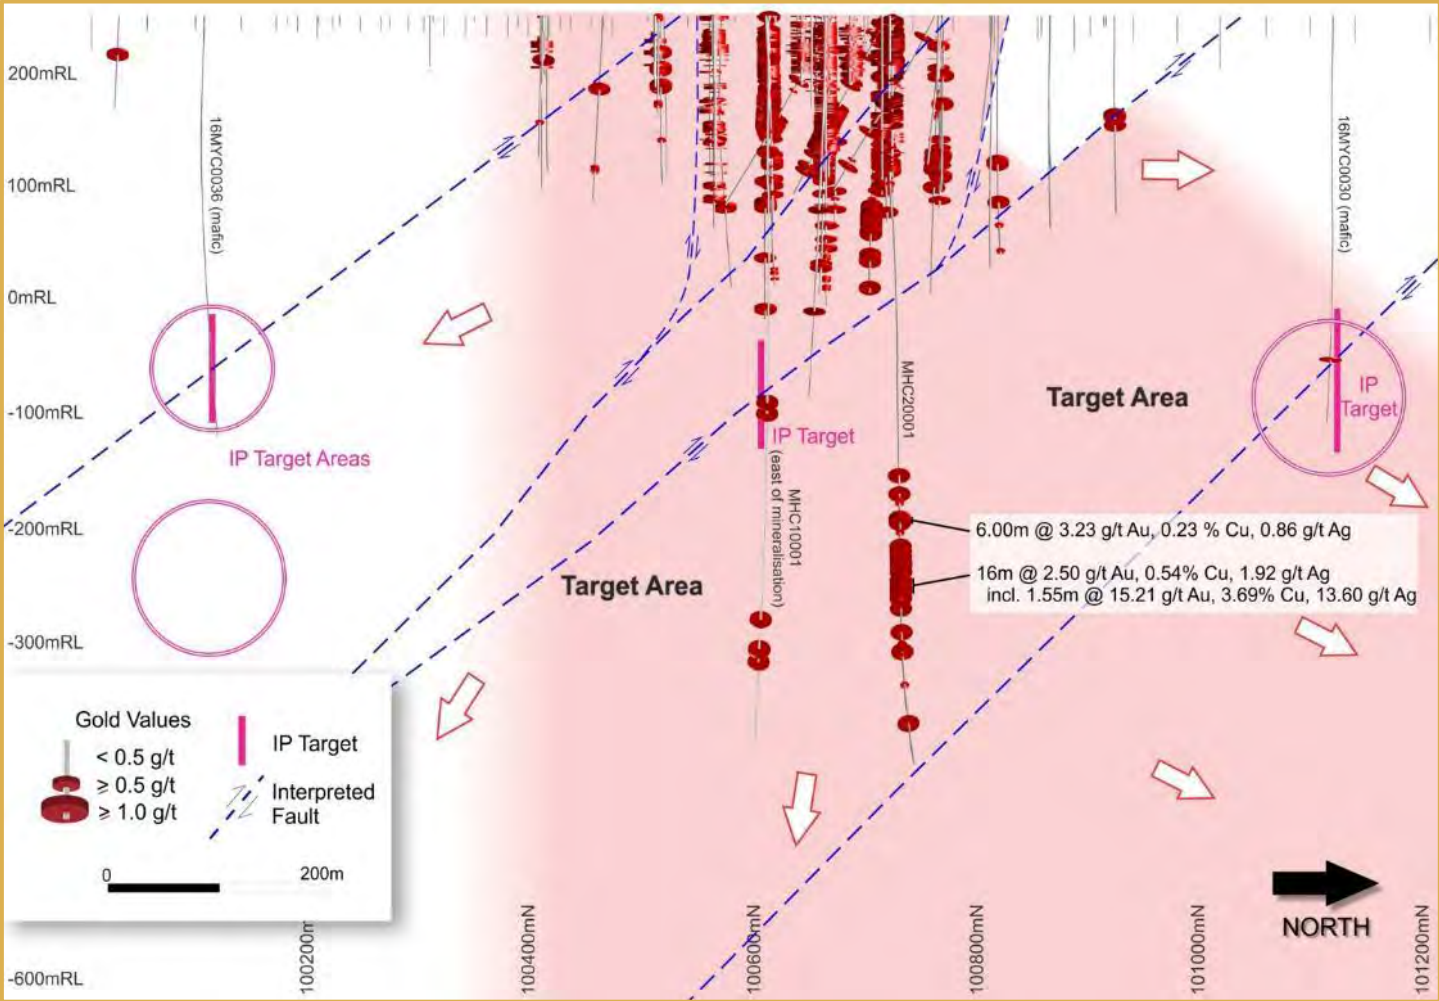 200mRL
100mRL
0mRL
-100mRL
-200mRL
-300mRL
-600mRL
16MYC0036 (mafic)
16MYC0030 (mafic)
IP Target Areas
IP Target
MHC10001
(east of mineralisation)
MHC20001
Target Area
Target Area
IP
Target
6.00m @ 3.23 g/t Au, 0.23 % Cu, 0.86 g/t Ag
16m @ 2.50 g/t Au, 0.54% Cu, 1.92 g/t Ag
incl. 1.55m @ 15.21 g/t Au, 3.69% Cu, 13.60 g/t Ag
Gold Values
< 0.5 g/t
≥ 0.5 g/t
≥ 1.0 g/t
IP Target
Interpreted
Fault
0 200m
100200m
100400mN
100600mN
100800mN
101000mN
101200mN
NORTH